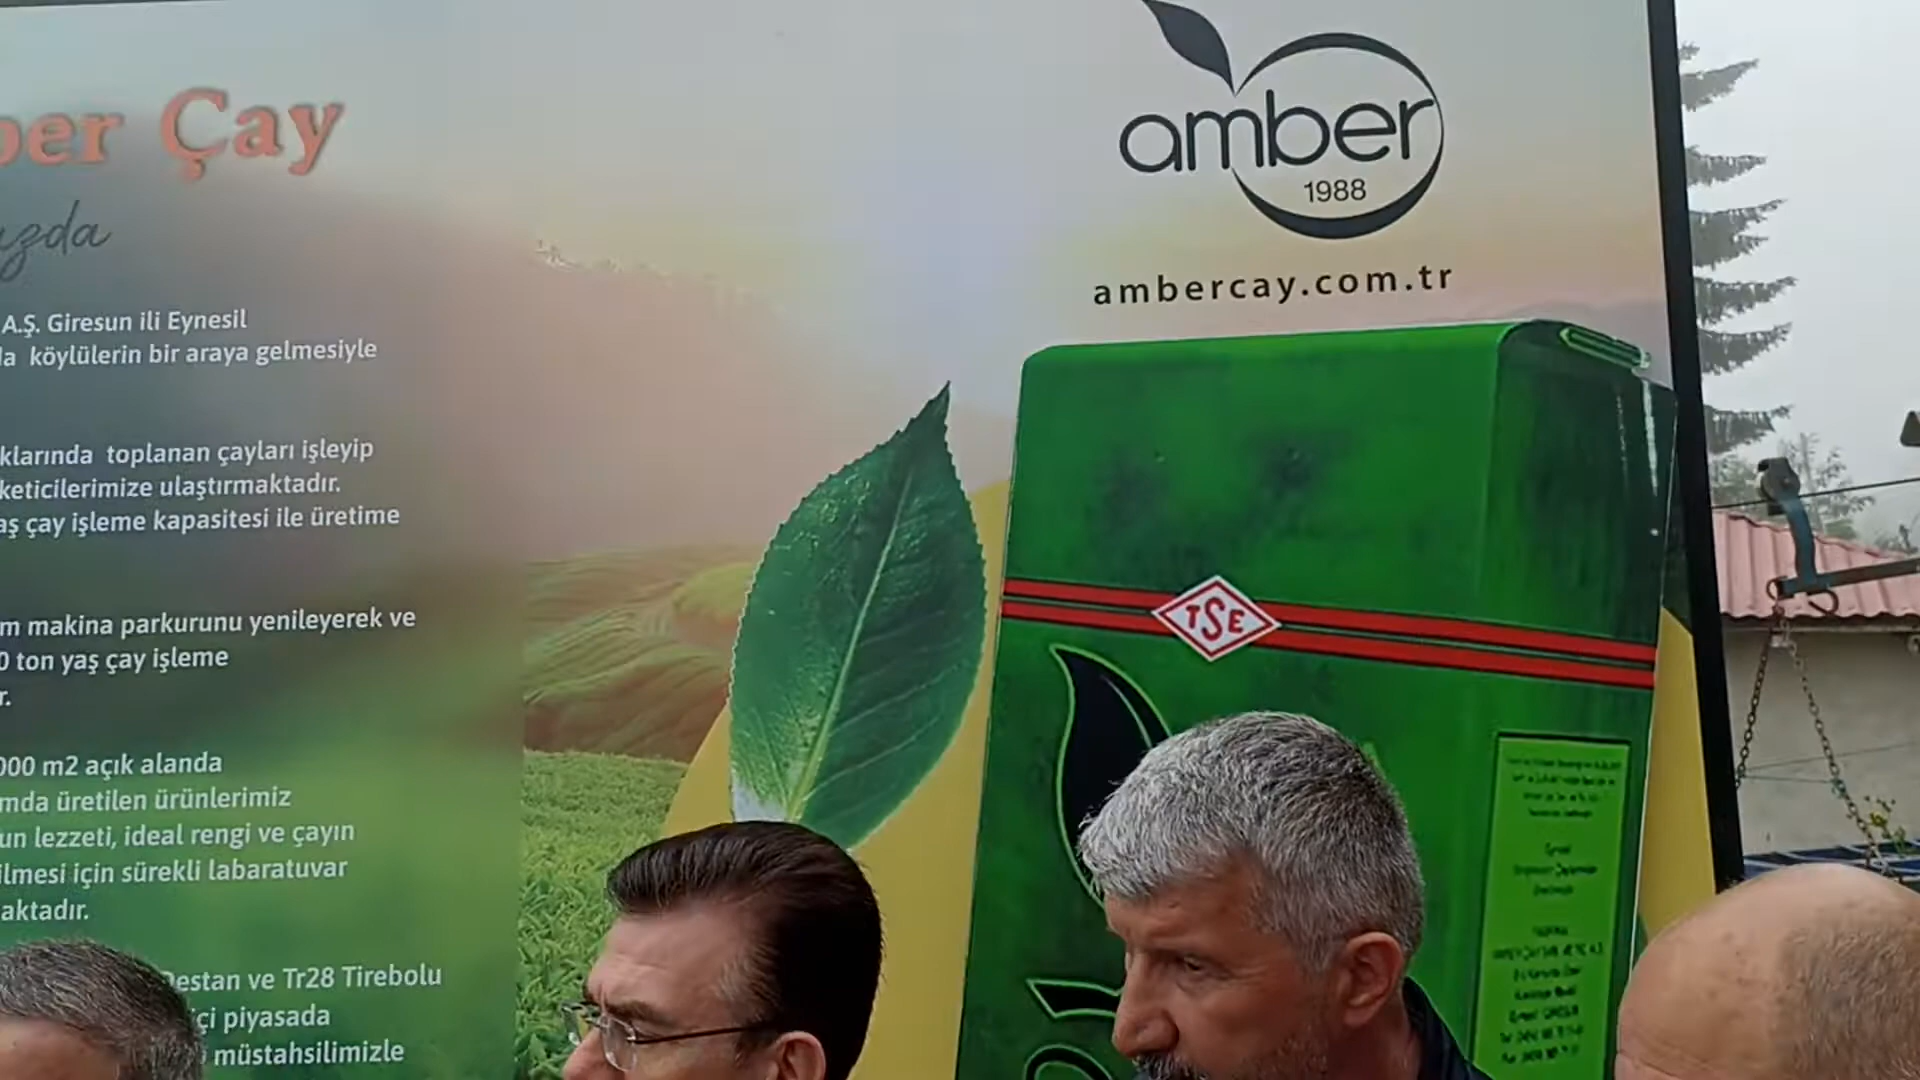 ber Çay
azda
A.Ş. Giresun ili Eynesil
da köylülerin bir araya gelmesiyle
klarında toplanan çayları işleyip
keticilerimize ulaştırmaktadır.
aş çay işleme kapasitesi ile üretime
m makina parkurunu yenileyerek ve
0 ton yaş çay işleme
r.
000 m2 açık alanda
mda üretilen ürünlerimiz
un lezzeti, ideal rengi ve çayın
ilmesi için sürekli labaratuvar
aktadır.
Destan ve Tr28 Tirebolu
içi piyasada
müstahsilimizle
amber
1988
ambercay.com.tr
TSE